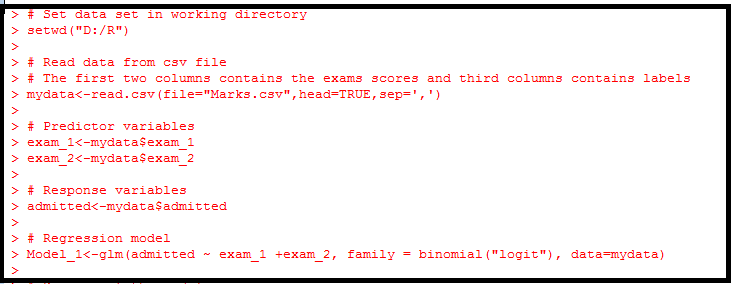 > # Set data set in working directory
> setwd("D:/R")
>
> # Read data from csv file
> # The first two columns contains the exams scores and third columns contains labels
> mydata<-read.csv(file="Marks.csv",head=TRUE,sep=',')
>
> # Predictor variables
> exam_1<-mydata$exam_1
> exam_2<-mydata$exam_2
>
> # Response variables
> admitted<-mydata$admitted
>
> # Regression model
> Model_1<-glm(admitted ~ exam_1 +exam_2, family = binomial("logit"), data=mydata)
>